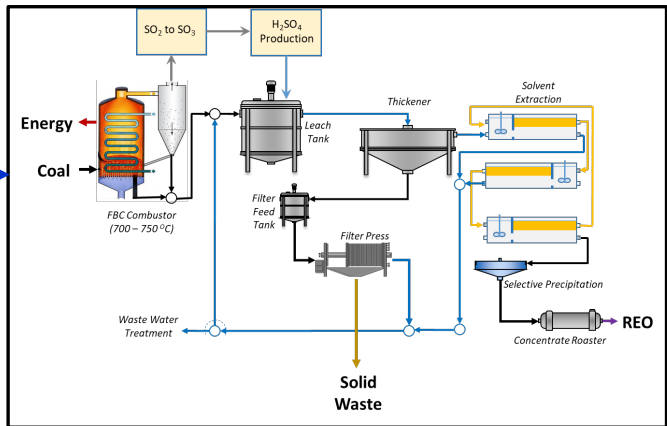 SO₂ to SO₃
H₂SO₄
Production
Solvent
Extraction
Thickener
Energy
Leach
Tank
Coal
FBC Combustor
(700 – 750 ⁰C)
Filter
Feed
Tank
Filter Press
Selective Precipitation
Waste Water
Treatment
REO
Concentrate Roaster
Solid
Waste